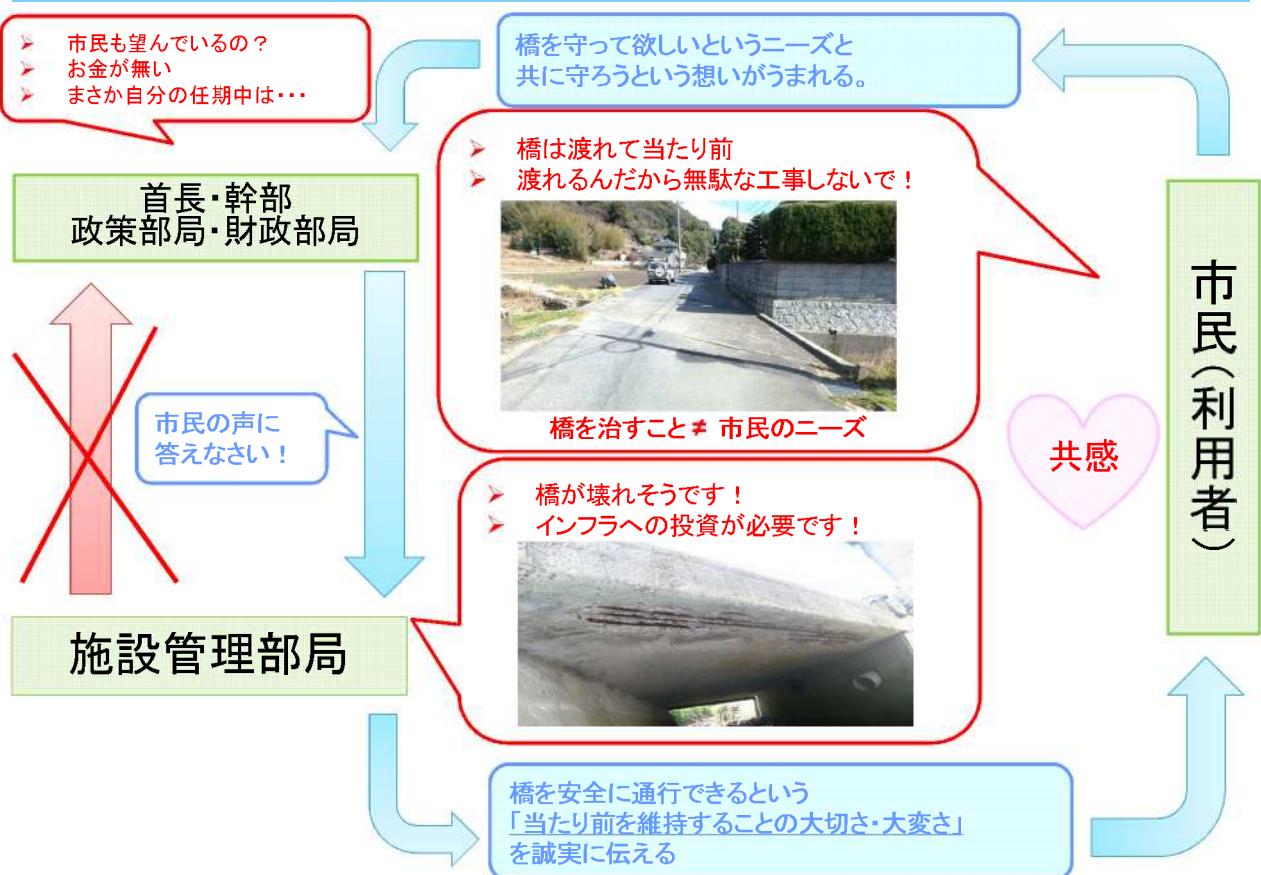 市民も望んでいるの？
お金が無い
まさか自分の任期中は・・・
橋を守って欲しいというニーズと
共に守ろうという想いがうまれる。
橋は渡れて当たり前
渡れるんだから無駄な工事しないで！
首長・幹部
政策部局・財政部局
市民の声に
答えなさい！
橋を治すこと≠市民のニーズ
共感
市民（利用者）
橋が壊れそうです！
インフラへの投資が必要です！
施設管理部局
橋を安全に通行できるという
「当たり前を維持することの大切さ・大変さ」
を誠実に伝える